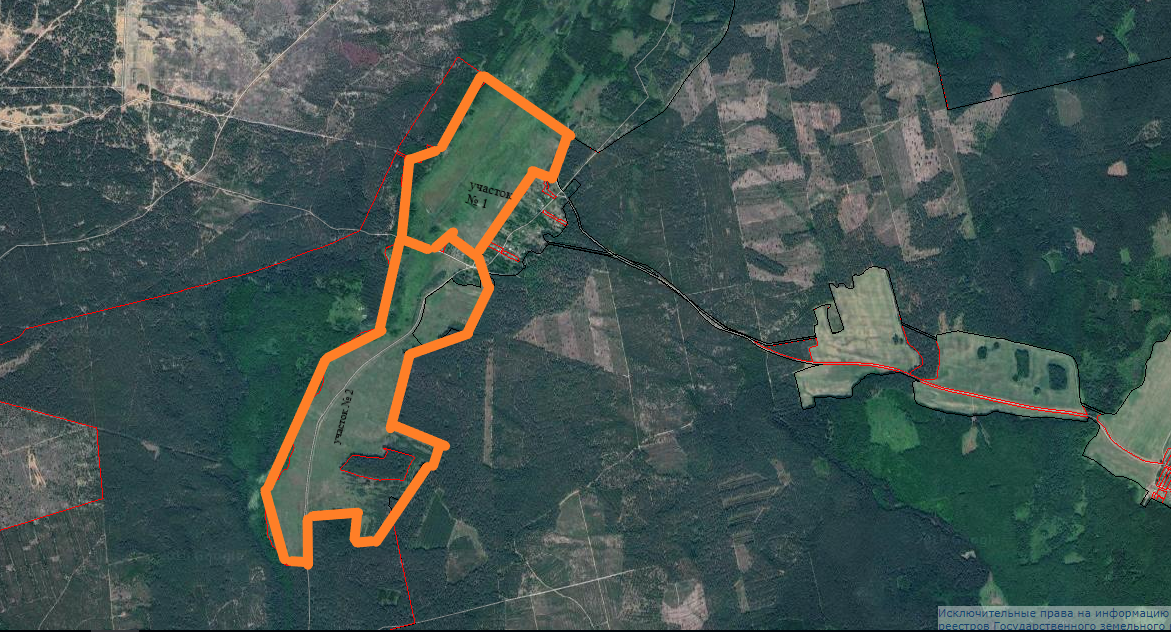 участок
№ 1
участок № 2
Исключительные права на информацию
реестров Государственного земельного